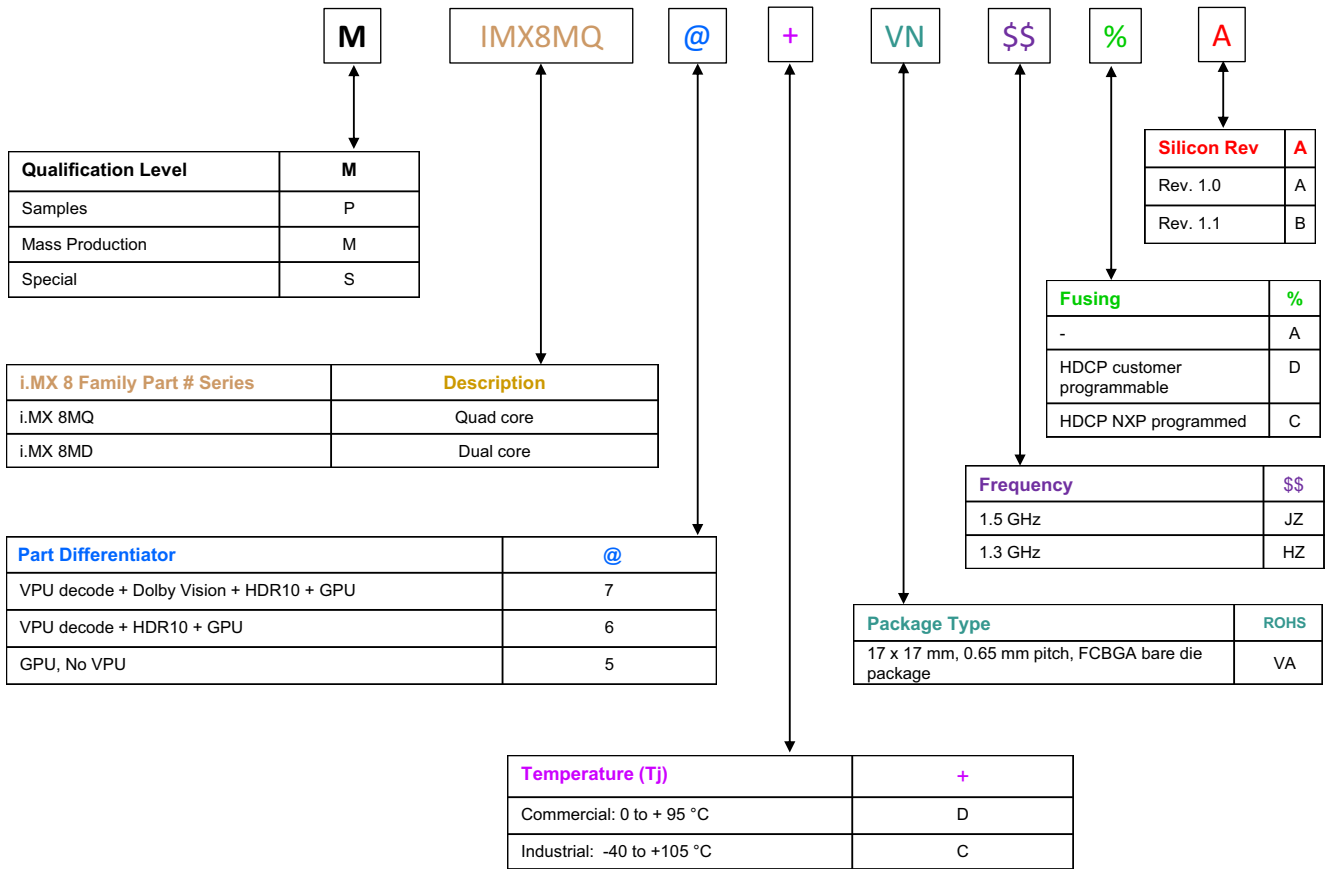 M IMX8MQ @ + VN $$ % A
Qualification Level M
Samples P
Mass Production M
Special S
Silicon Rev A
Rev. 1.0 A
Rev. 1.1 B
Fusing %
- A
HDCP customer
programmable D
HDCP NXP programmed C
i.MX 8 Family Part # Series Description
i.MX 8MQ Quad core
i.MX 8MD Dual core
Frequency $$
1.5 GHz JZ
1.3 GHz HZ
Part Differentiator @
VPU decode + Dolby Vision + HDR10 + GPU 7
VPU decode + HDR10 + GPU 6
GPU, No VPU 5
Package Type ROHS
17 x 17 mm, 0.65 mm pitch, FCBGA bare die
package VA
Temperature (Tj) +
Commercial: 0 to + 95 °C D
Industrial: -40 to +105 °C C